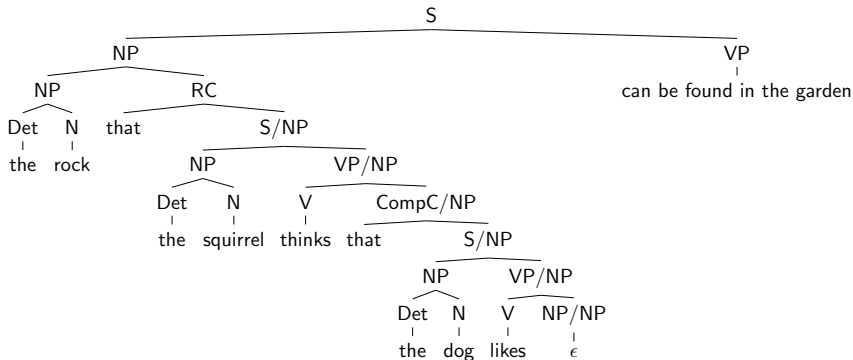 S
NP VP
NP RC can be found in the garden
Det N that S/NP
the rock NP VP/NP
Det N V CompC/NP
the squirrel thinks that S/NP
NP VP/NP
Det N V NP/NP
the dog likes ϵ